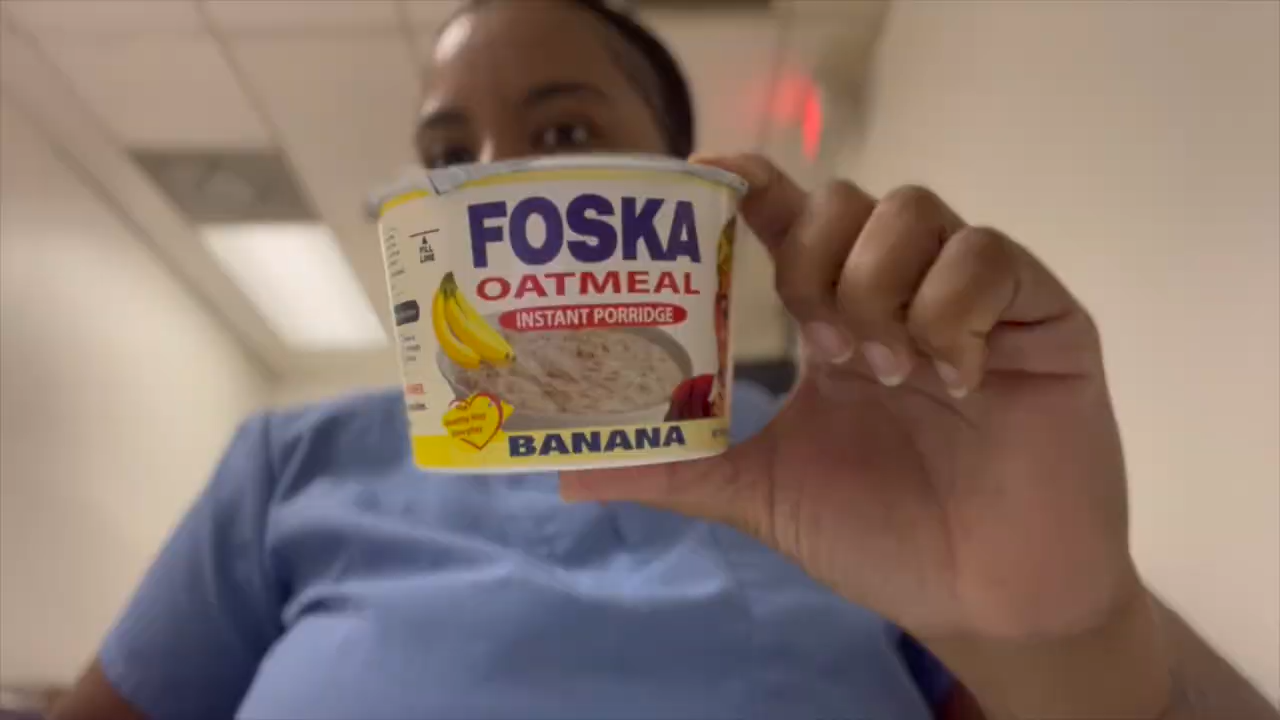 FOSKA
OATMEAL
INSTANT PORRIDGE
FILL
LINE
BANANA